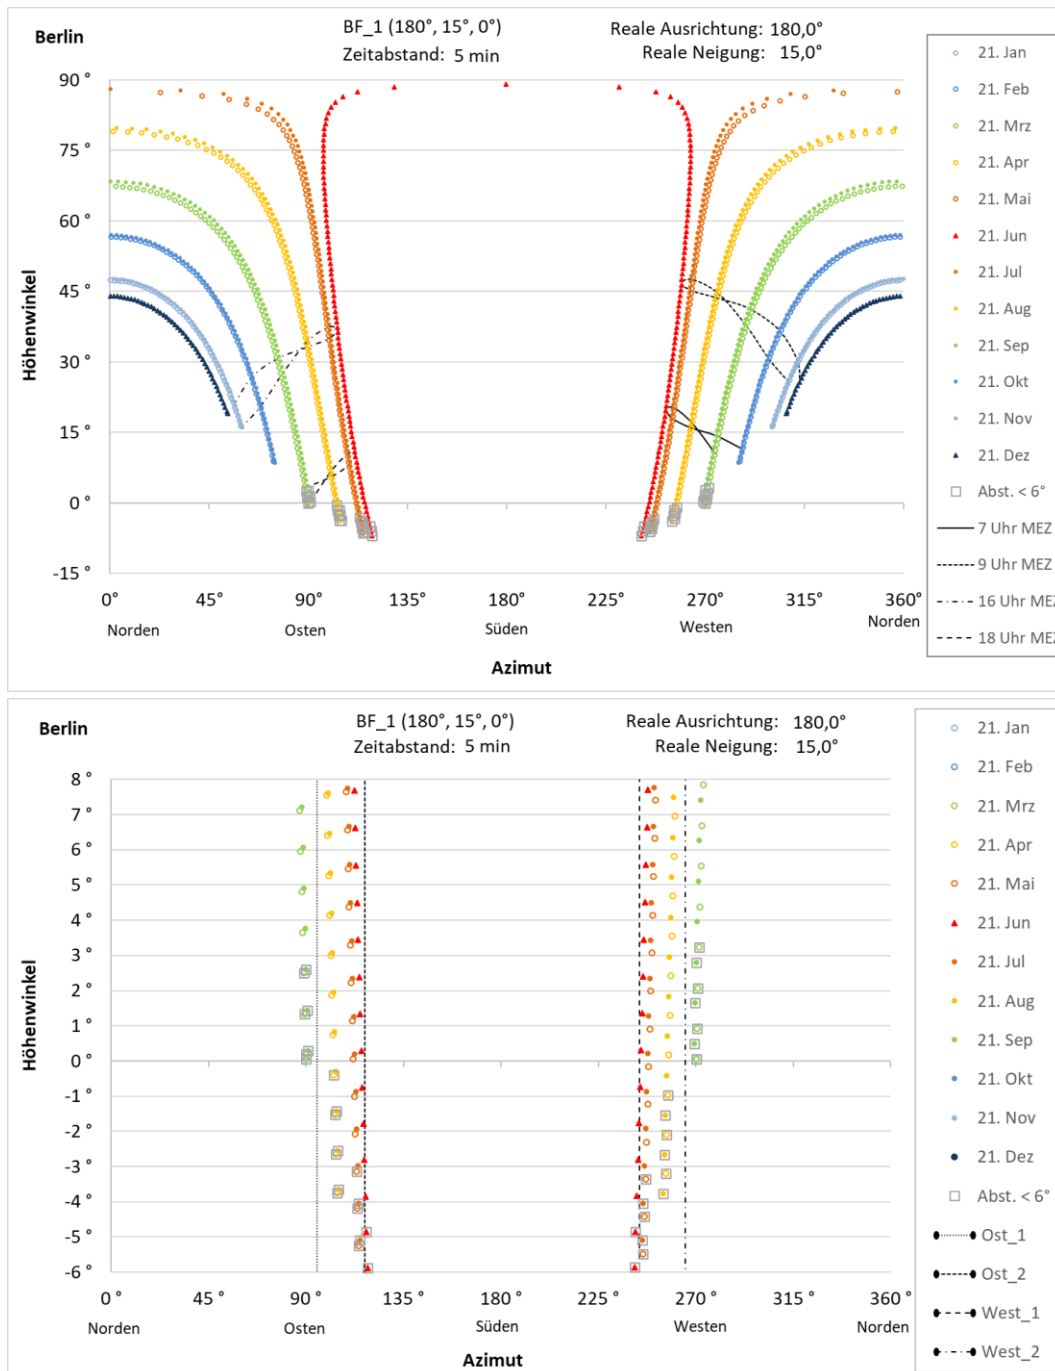 Berlin
BF_1 (180°, 15°, 0°)
Zeitabstand: 5 min
Reale Ausrichtung: 180,0°
Reale Neigung: 15,0°
90 °
75 °
60 °
45 °
30 °
15 °
0 °
-15 °
Höhenwinkel
0° 45° 90° 135° 180° 225° 270° 315° 360°
Norden Osten Süden Westen Norden
Azimut
21. Jan
21. Feb
21. Mrz
21. Apr
21. Mai
21. Jun
21. Jul
21. Aug
21. Sep
21. Okt
21. Nov
21. Dez
Abst. < 6°
7 Uhr MEZ
9 Uhr MEZ
16 Uhr MEZ
18 Uhr MEZ
Berlin
BF_1 (180°, 15°, 0°)
Zeitabstand: 5 min
Reale Ausrichtung: 180,0°
Reale Neigung: 15,0°
8 °
7 °
6 °
5 °
4 °
3 °
2 °
1 °
0 °
-1 °
-2 °
-3 °
-4 °
-5 °
-6 °
Höhenwinkel
0 ° 45 ° 90 ° 135 ° 180 ° 225 ° 270 ° 315 ° 360 °
Norden Osten Süden Westen Norden
Azimut
21. Jan
21. Feb
21. Mrz
21. Apr
21. Mai
21. Jun
21. Jul
21. Aug
21. Sep
21. Okt
21. Nov
21. Dez
Abst. < 6°
Ost_1
Ost_2
West_1
West_2